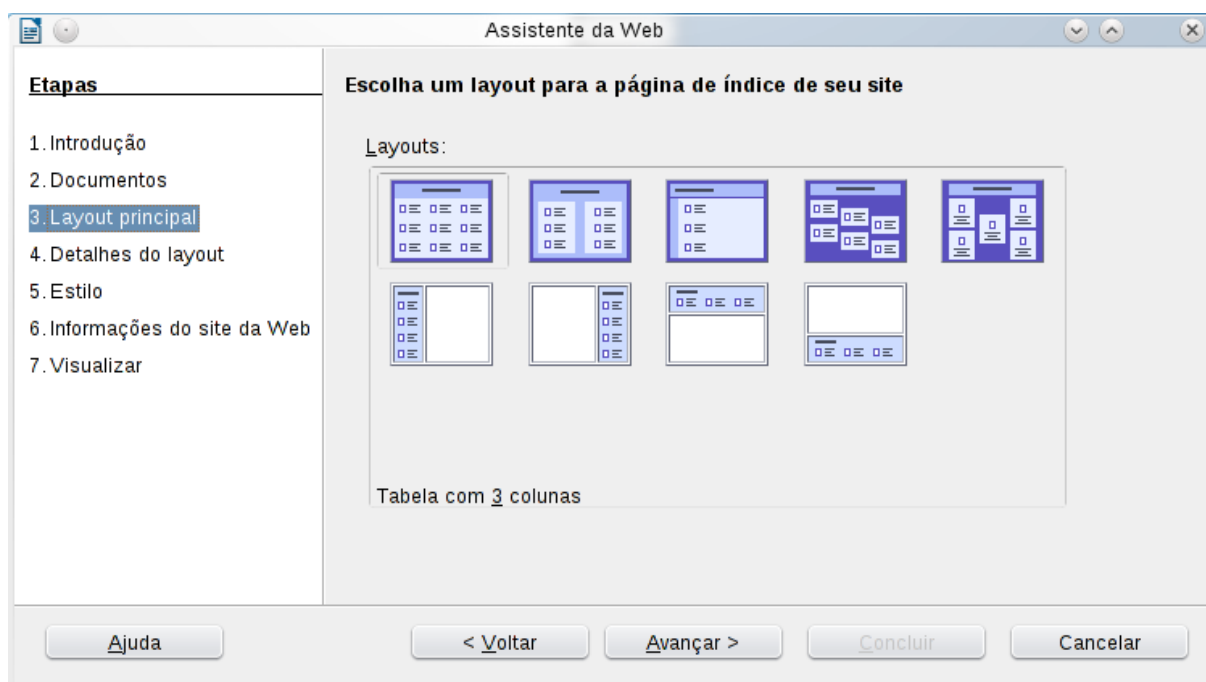 Assistente da Web
Etapas
1. Introdução
2. Documentos
3. Layout principal
4. Detalhes do layout
5. Estilo
6. Informações do site da Web
7. Visualizar
Escolha um layout para a página de índice de seu site
Layouts:
Tabela com 3 colunas
Ajuda
< Voltar
Avançar >
Concluir
Cancelar